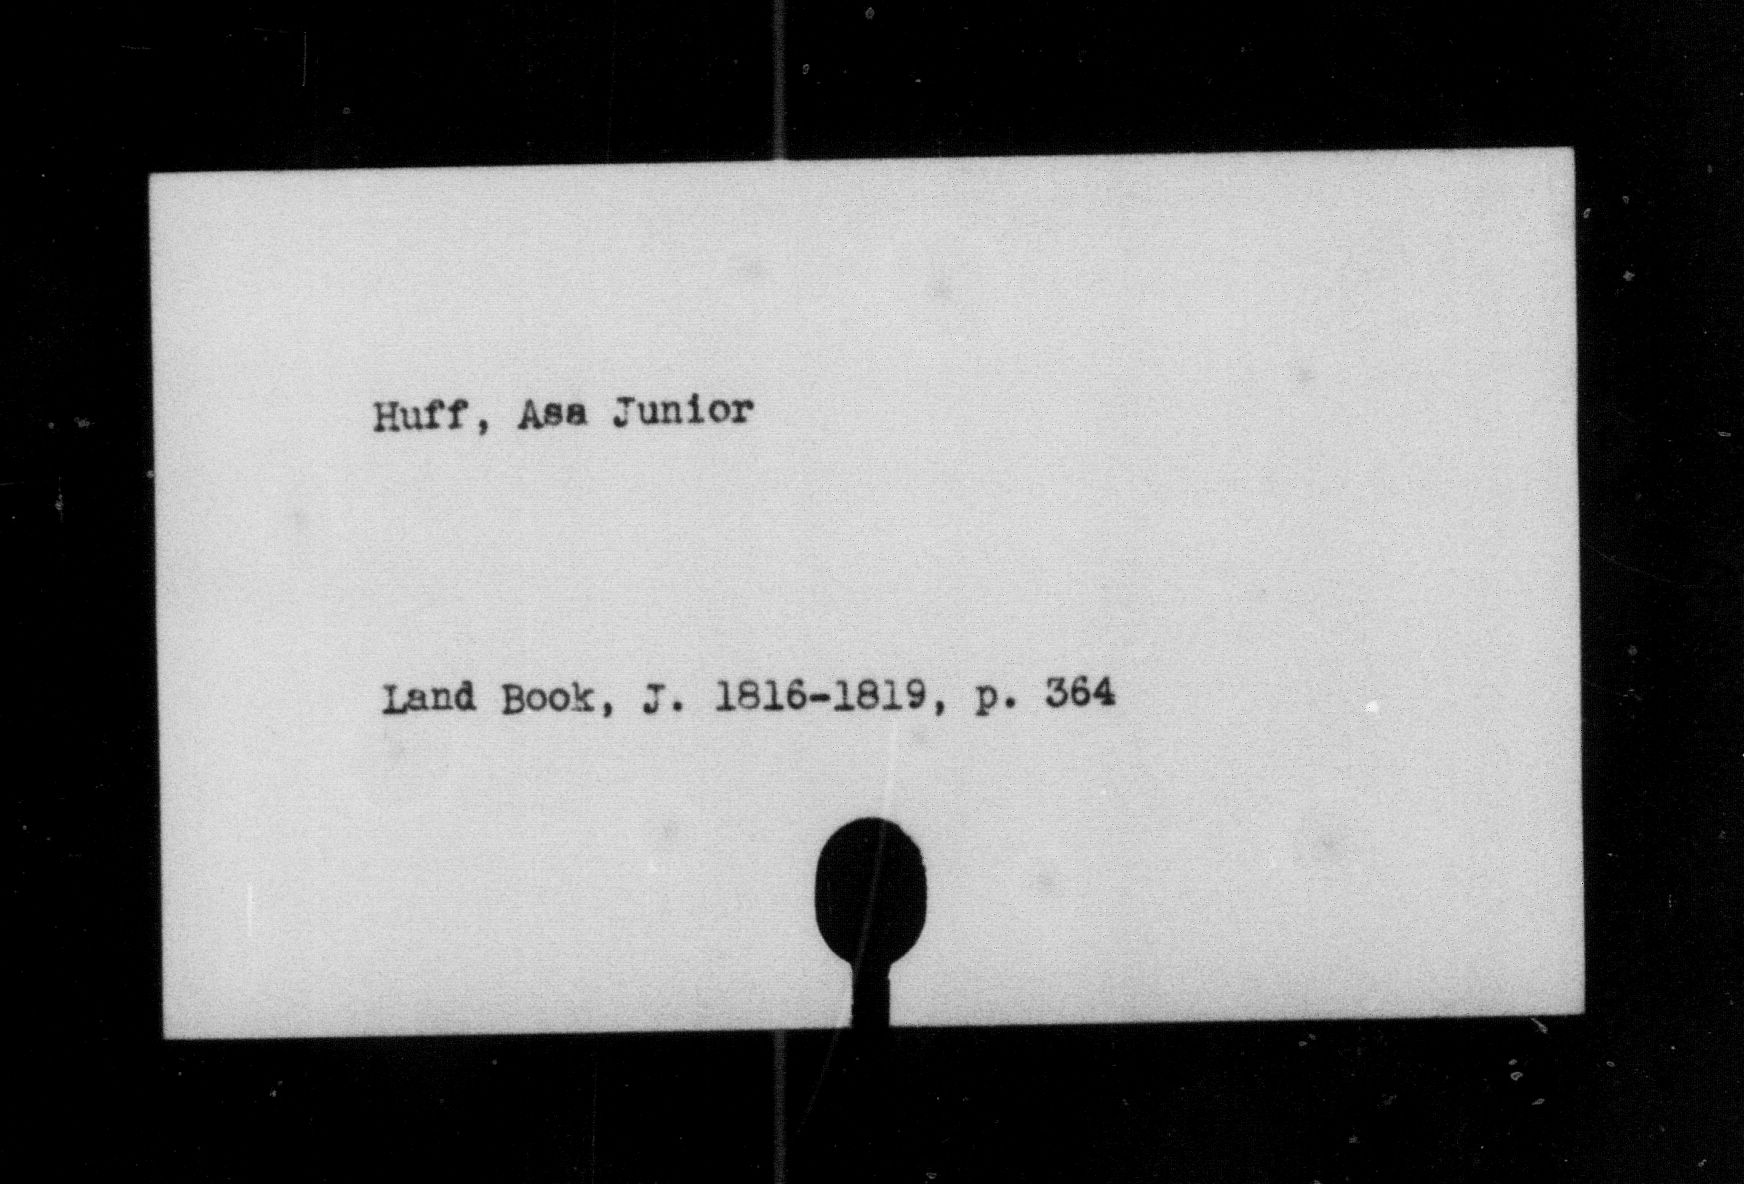 Huff, Asa Junior
Land Book, J. 1816-1819, p. 364